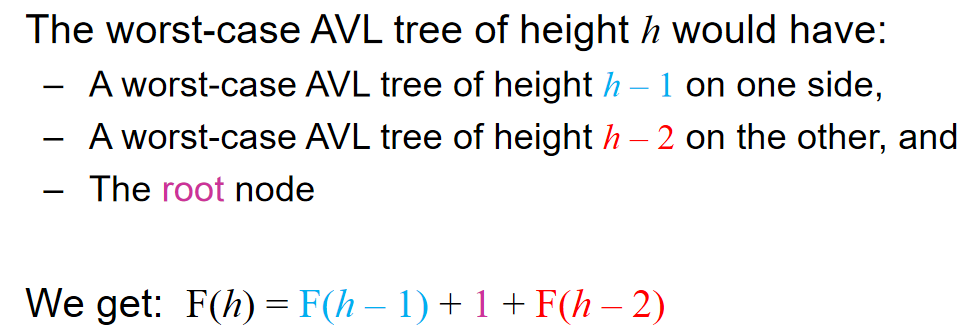 The worst-case AVL tree of height h would have:
– A worst-case AVL tree of height h – 1 on one side,
– A worst-case AVL tree of height h – 2 on the other, and
– The root node
We get: F(h) = F(h – 1) + 1 + F(h – 2)